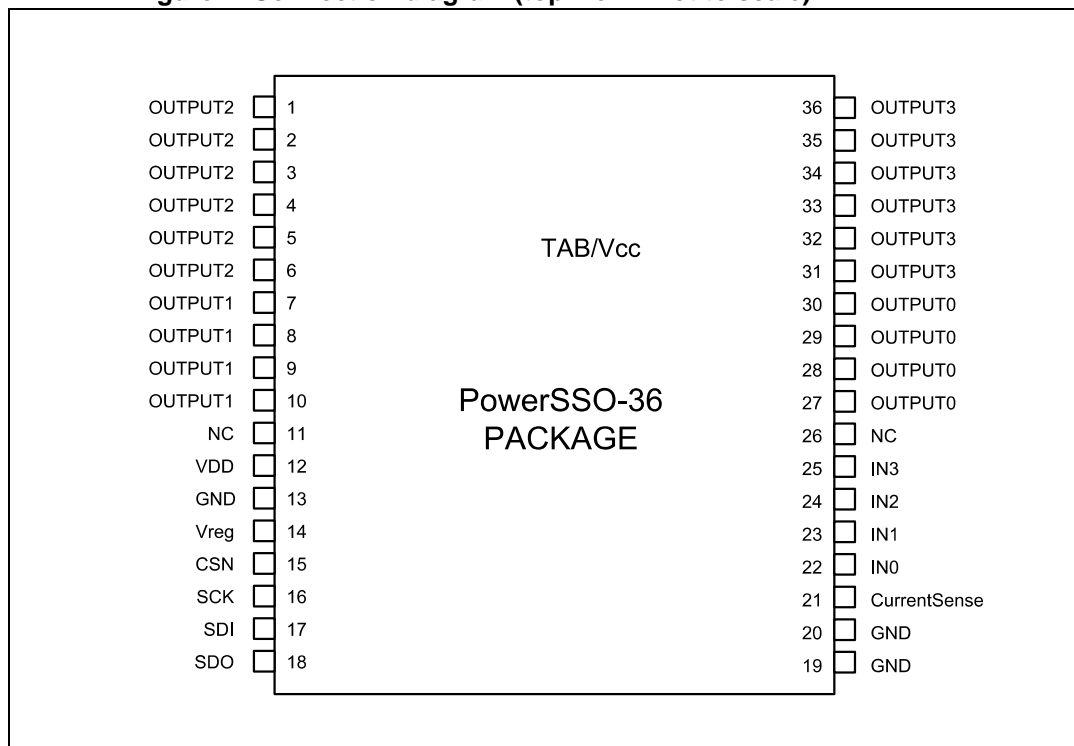 OUTPUT2 1 36 OUTPUT3
OUTPUT2 2 35 OUTPUT3
OUTPUT2 3 34 OUTPUT3
OUTPUT2 4 33 OUTPUT3
OUTPUT2 5 32 OUTPUT3
TAB/Vcc
OUTPUT2 6 31 OUTPUT3
OUTPUT1 7 30 OUTPUT0
OUTPUT1 8 29 OUTPUT0
OUTPUT1 9 28 OUTPUT0
OUTPUT1 10 27 OUTPUT0
PowerSSO-36
PACKAGE
NC 11 26 NC
VDD 12 25 IN3
GND 13 24 IN2
Vreg 14 23 IN1
CSN 15 22 IN0
SCK 16 21 CurrentSense
SDI 17 20 GND
SDO 18 19 GND